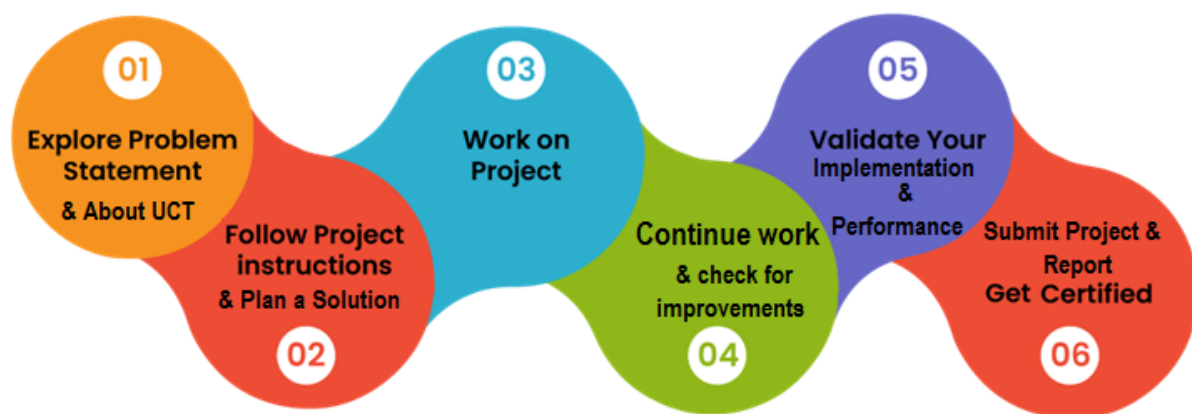 01
Explore Problem
Statement
& About UCT
Follow Project
instructions
& Plan a Solution
02
03
Work on
Project
Continue work
& check for
improvements
04
05
Validate Your
Implementation
&
Performance
Submit Project &
Report
Get Certified
06